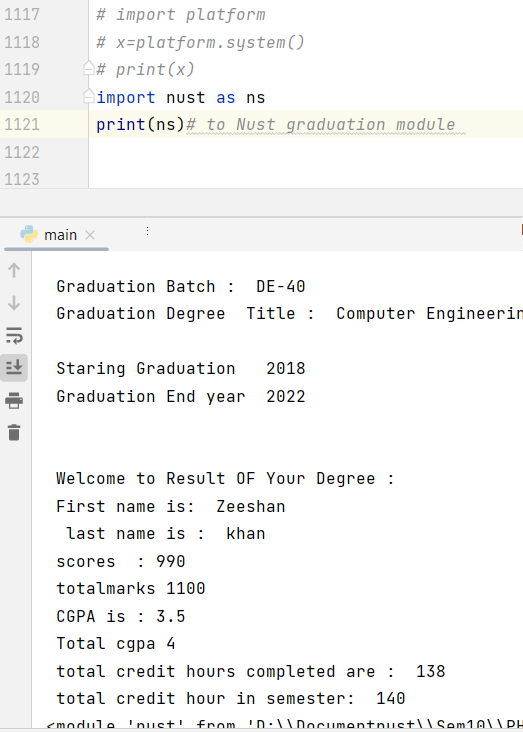 1117 # import platform
1118 # x=platform.system()
1119 # print(x)
1120 import nust as ns
1121 print(ns)# to Nust graduation module
1122
1123
main
Graduation Batch :  DE-40
Graduation Degree  Title :  Computer Engineerin
Staring Graduation   2018
Graduation End year  2022
Welcome to Result OF Your Degree :
First name is:  Zeeshan
last name is :  khan
scores  : 990
totalmarks 1100
CGPA is : 3.5
Total cgpa 4
total credit hours completed are :  138
total credit hour in semester:  140
<module 'nust' from 'D:\\Documentnust\\Sem10\\PH